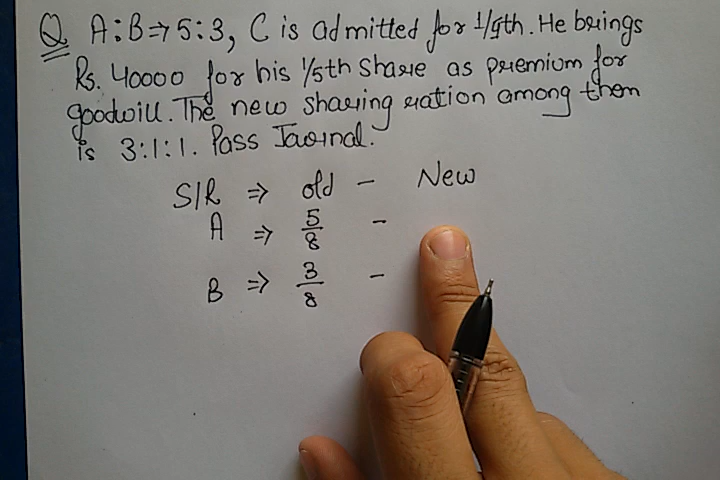 Q A:B⇒5:3, C is admitted for 1/5th. He brings
Rs. 40000 for his 1/5th share as premium for
goodwill. The new sharing ration among them
is 3:1:1. Pass Journal.
S/R ⇒ old - New
A ⇒ 5/8 -
B ⇒ 3/8 -